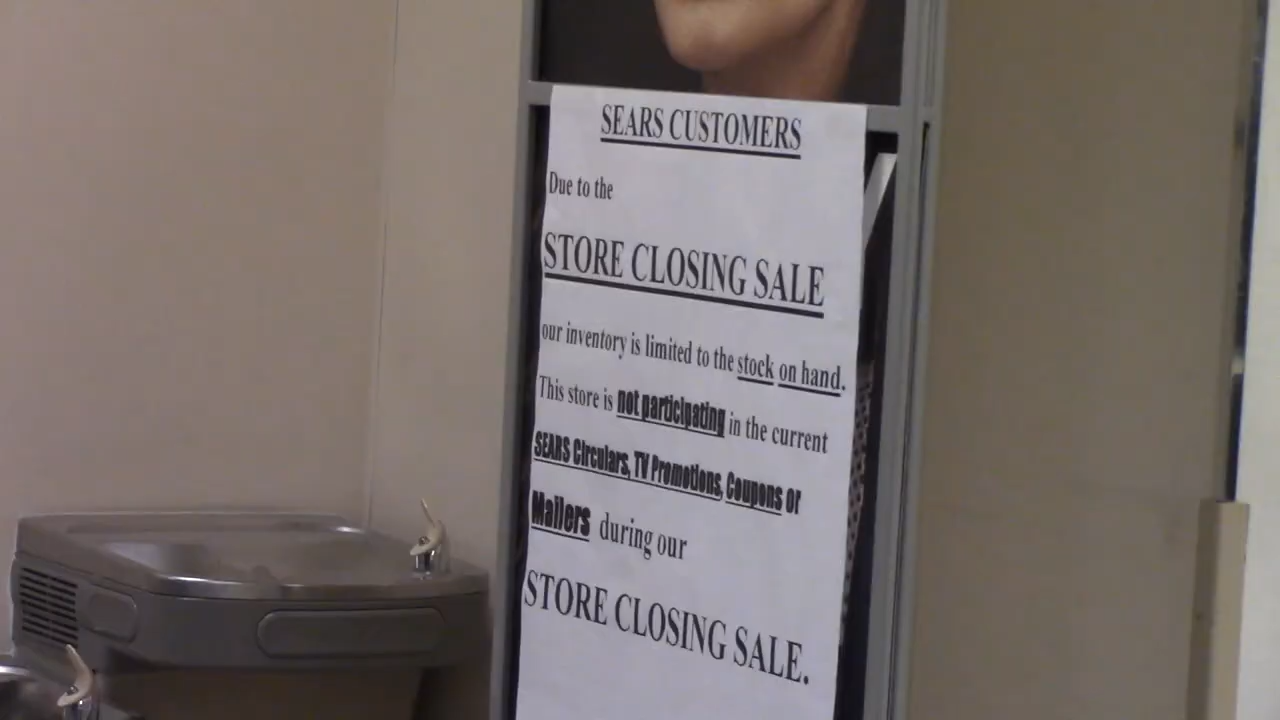 SEARS CUSTOMERS
Due to the
STORE CLOSING SALE
our inventory is limited to the stock on hand.
This store is not participating in the current
SEARS Circulars, TV Promotions, Coupons or
Mailers during our
STORE CLOSING SALE.